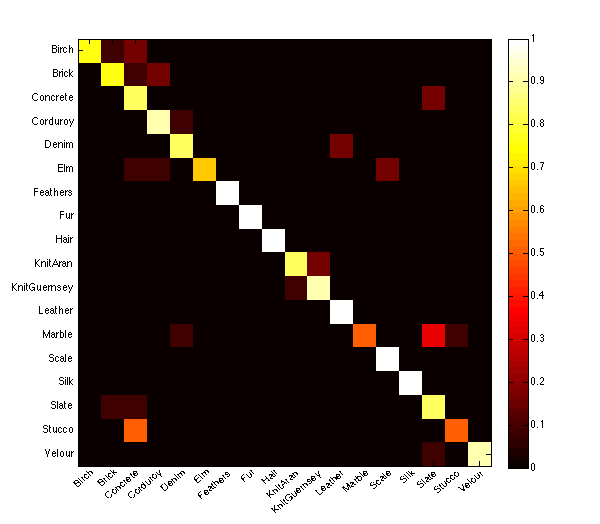 Birch
Brick
Concrete
Corduroy
Denim
Elm
Feathers
Fur
Hair
KnitAran
KnitGuernsey
Leather
Marble
Scale
Silk
Slate
Stucco
Velour
Birch
Brick
Concrete
Corduroy
Denim
Elm
Feathers
Fur
Hair
KnitAran
KnitGuernsey
Leather
Marble
Scale
Silk
Slate
Stucco
Velour
1
0.9
0.8
0.7
0.6
0.5
0.4
0.3
0.2
0.1
0